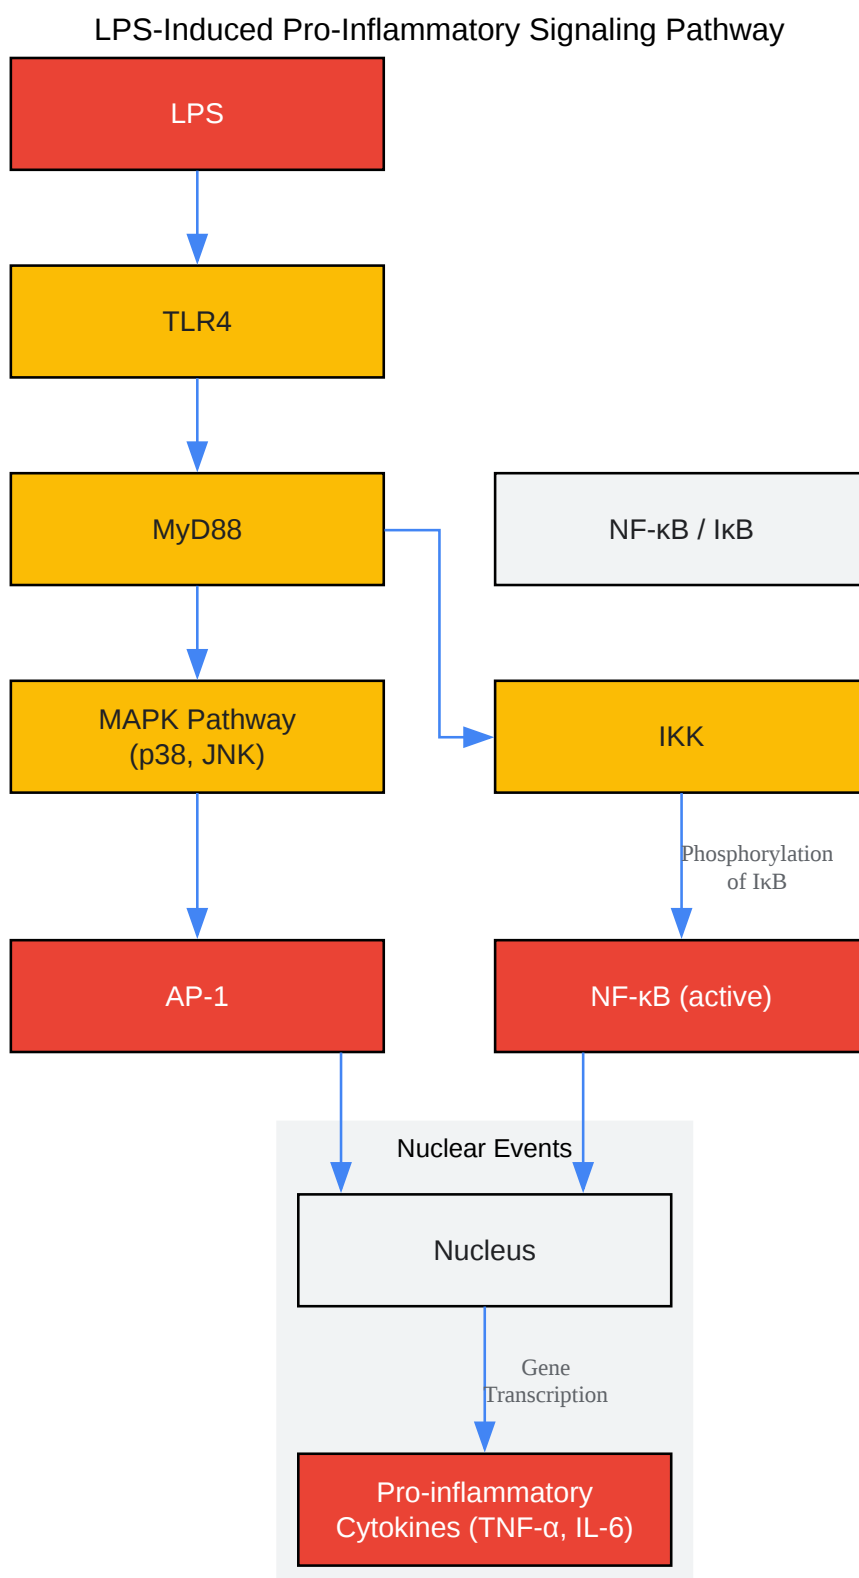 LPS-Induced Pro-Inflammatory Signaling Pathway
LPS
TLR4
MyD88
NF-κB / IκB
MAPK Pathway
(p38, JNK)
IKK
Phosphorylation
of IκB
AP-1
NF-κB (active)
Nuclear Events
Nucleus
Gene
Transcription
Pro-inflammatory
Cytokines (TNF-α, IL-6)